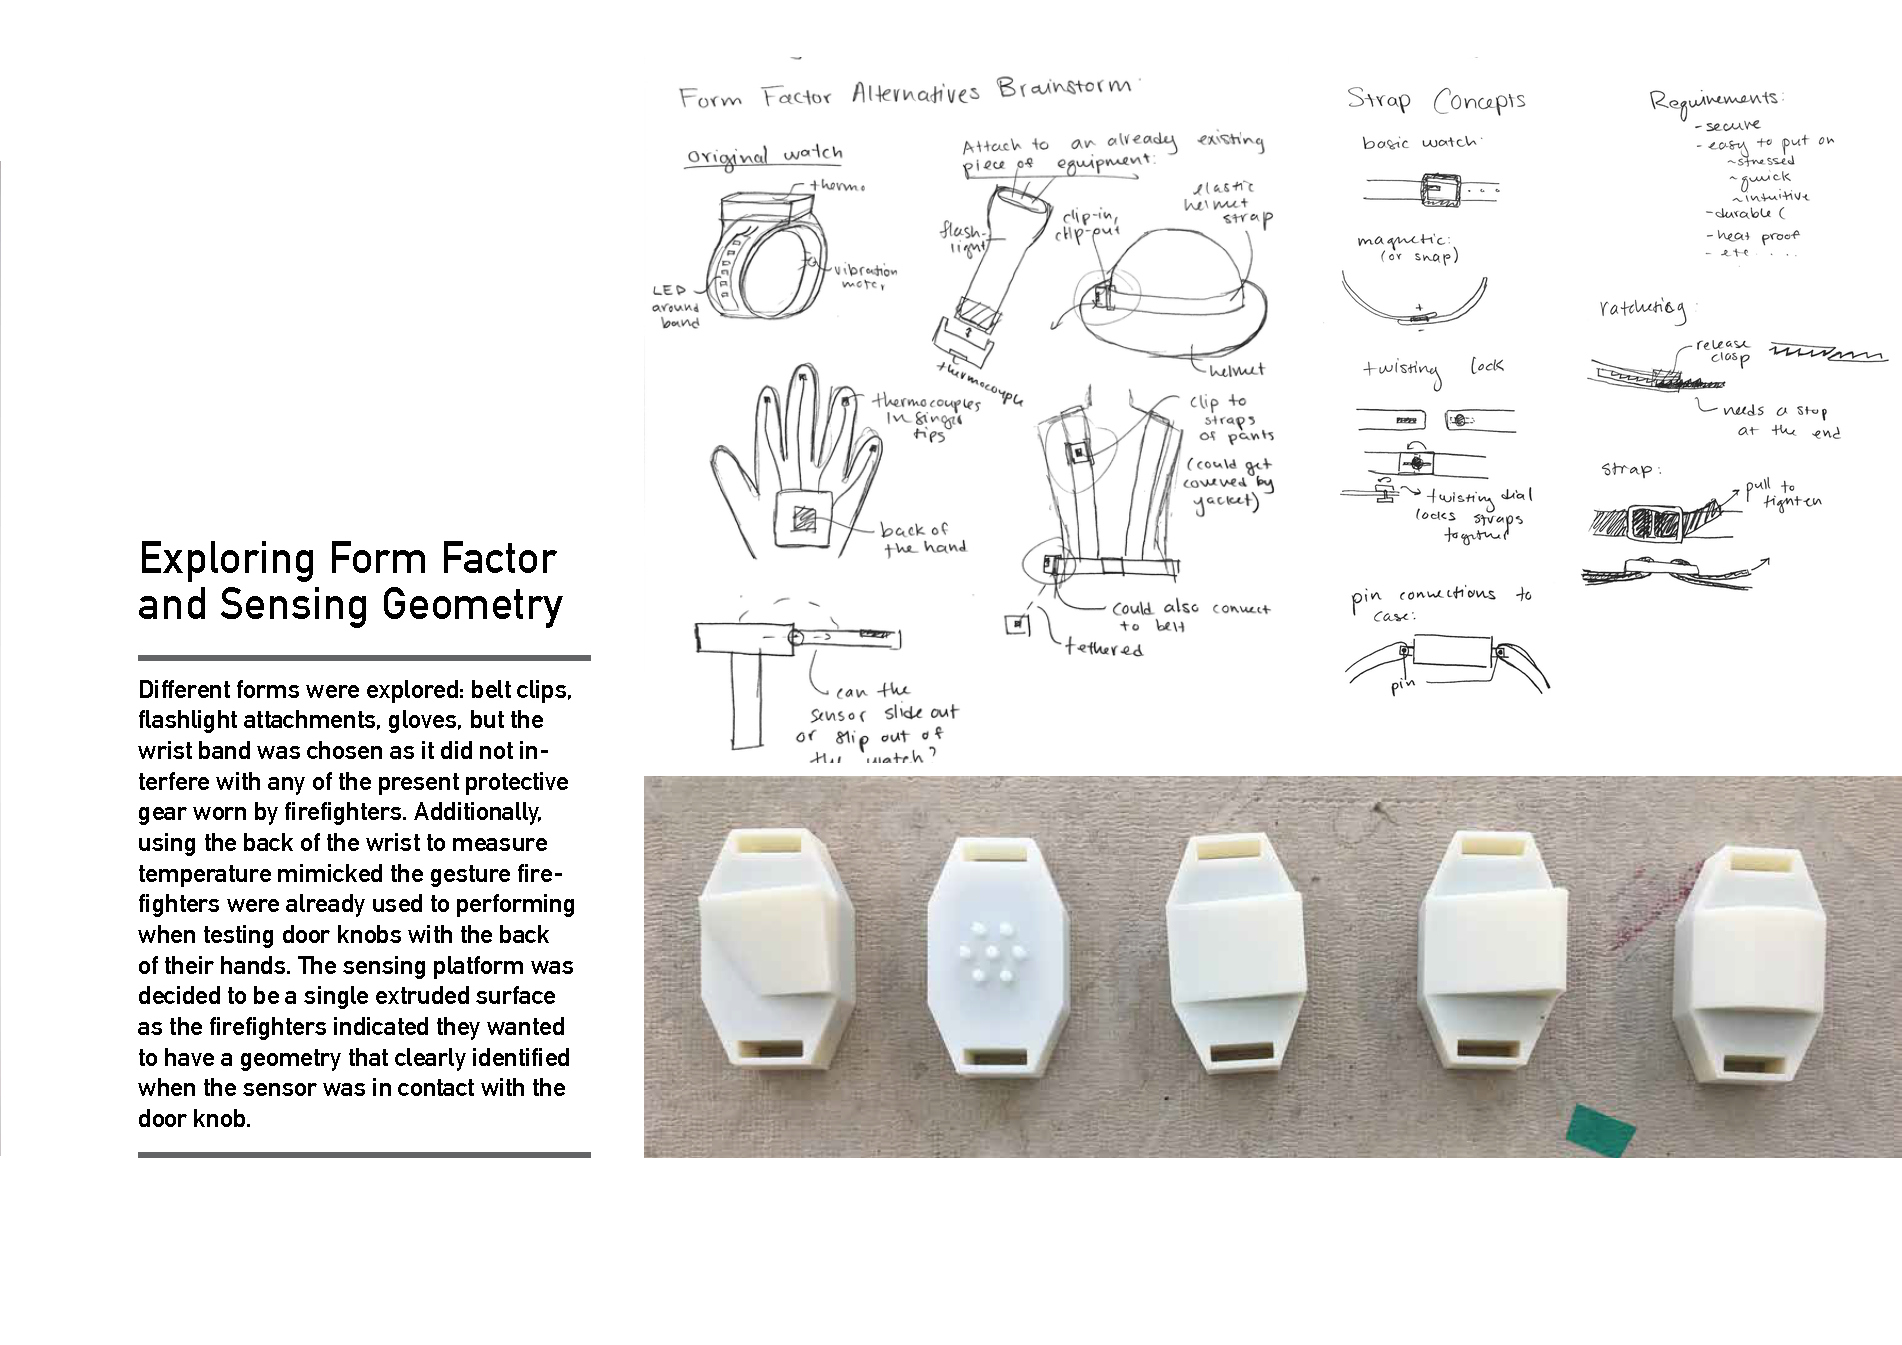 Exploring Form Factor
and Sensing Geometry
Different forms were explored: belt clips,
flashlight attachments, gloves, but the
wrist band was chosen as it did not in-
terfere with any of the present protective
gear worn by firefighters. Additionally,
using the back of the wrist to measure
temperature mimicked the gesture fire-
fighters were already used to performing
when testing door knobs with the back
of their hands. The sensing platform was
decided to be a single extruded surface
as the firefighters indicated they wanted
to have a geometry that clearly identified
when the sensor was in contact with the
door knob.
Form Factor Alternatives Brainstorm:
original watch
thermo
LED
around
band
vibration
motor
Attach to an already existing
piece of equipment:
flash-
light
thermocouple
clip-in,
clip-out
elastic
helmet
strap
helmet
thermocouples
in finger
tips
back of
the hand
clip to
straps
of pants
(could get
covered by
jacket)
could also connect
to belt
tethered
can the
sensor slide out
or flip out of
the watch?
Strap Concepts
basic watch:
magnetic:
(or snap)
+
-
twisting lock
twisting dial
locks straps
together
pin connections to
case:
pin
Requirements:
- secure
- easy to put on
~stressed
~quick
~intuitive
- durable (
- heat proof
- etc. . . .
ratcheting:
release
clasp
needs a stop
at the end
strap:
pull to
tighten